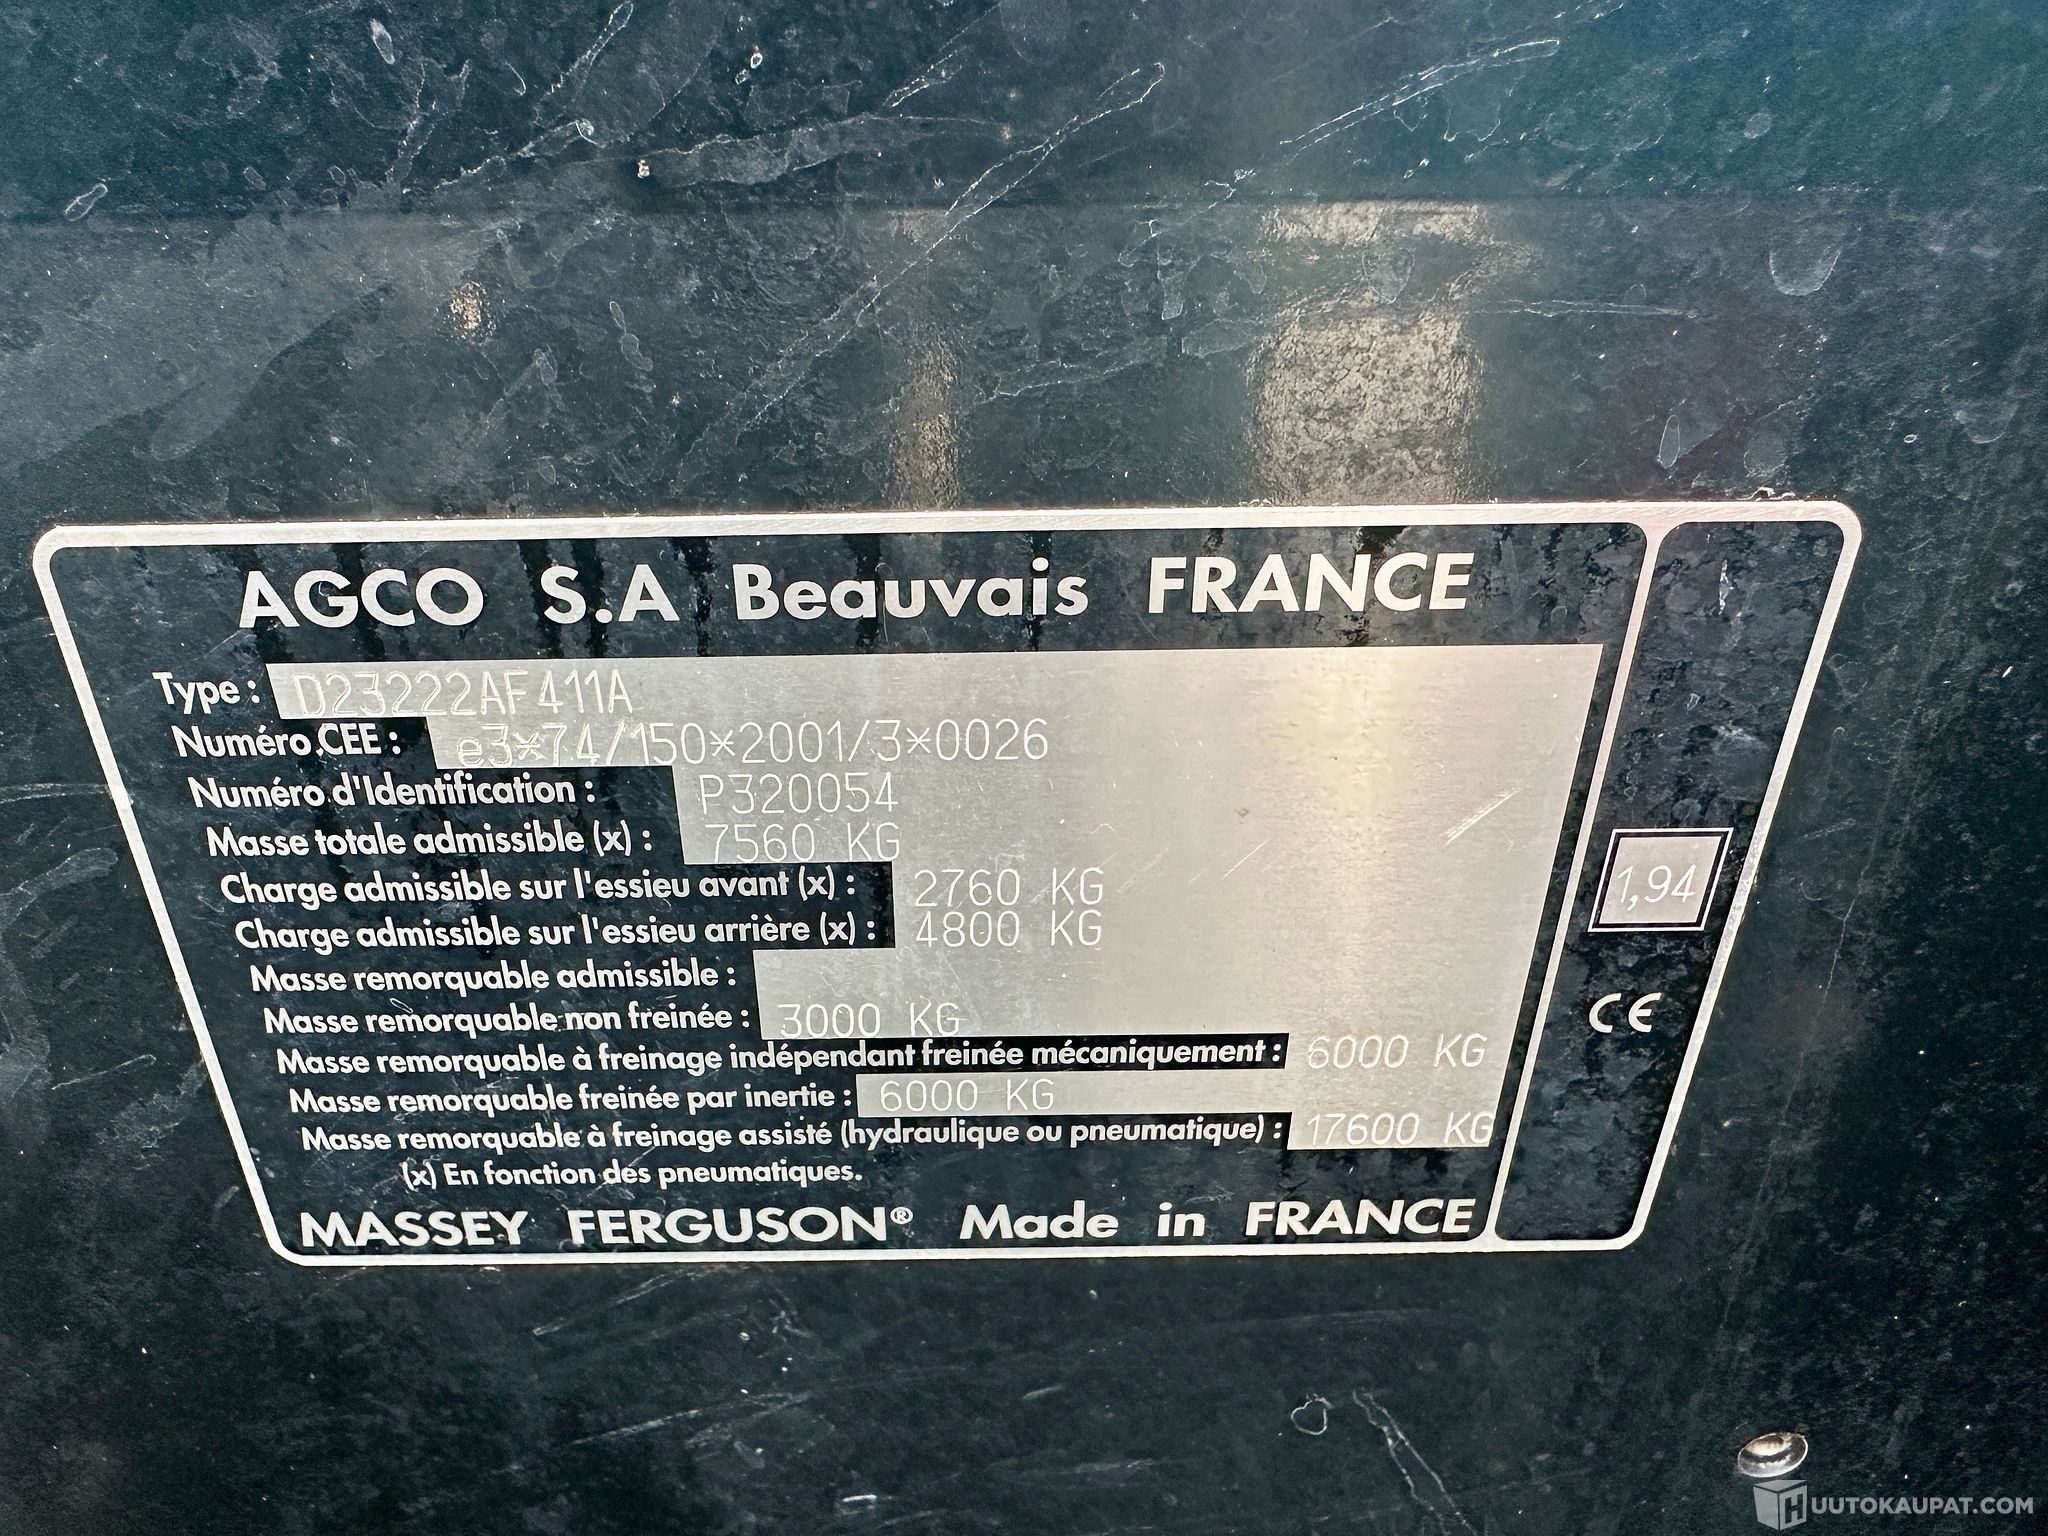 AGCO S.A Beauvais FRANCE
Type : D23222AF411A
Numéro CEE : e3*74/150*2001/3*0026
Numéro d'Identification : P320054
Masse totale admissible (x) : 7560 KG
Charge admissible sur l'essieu avant (x) : 2760 KG
Charge admissible sur l'essieu arrière (x) : 4800 KG
Masse remorquable admissible :
Masse remorquable non freinée : 3000 KG
Masse remorquable à freinage indépendant freinée mécaniquement : 6000 KG
Masse remorquable freinée par inertie : 6000 KG
Masse remorquable à freinage assisté (hydraulique ou pneumatique) : 17600 KG
(x) En fonction des pneumatiques.
MASSEY FERGUSON® Made in FRANCE
1,94
CE
HUUTOKAUPAT.COM